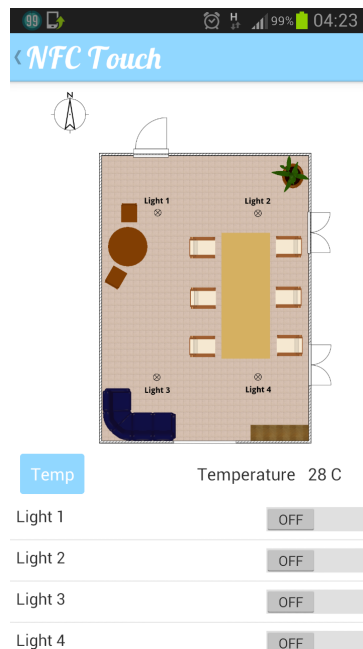 99 H 99% 04:23
NFC Touch
N
Light 1 Light 2
Light 3 Light 4
Temp Temperature 28 C
Light 1 OFF
Light 2 OFF
Light 3 OFF
Light 4 OFF